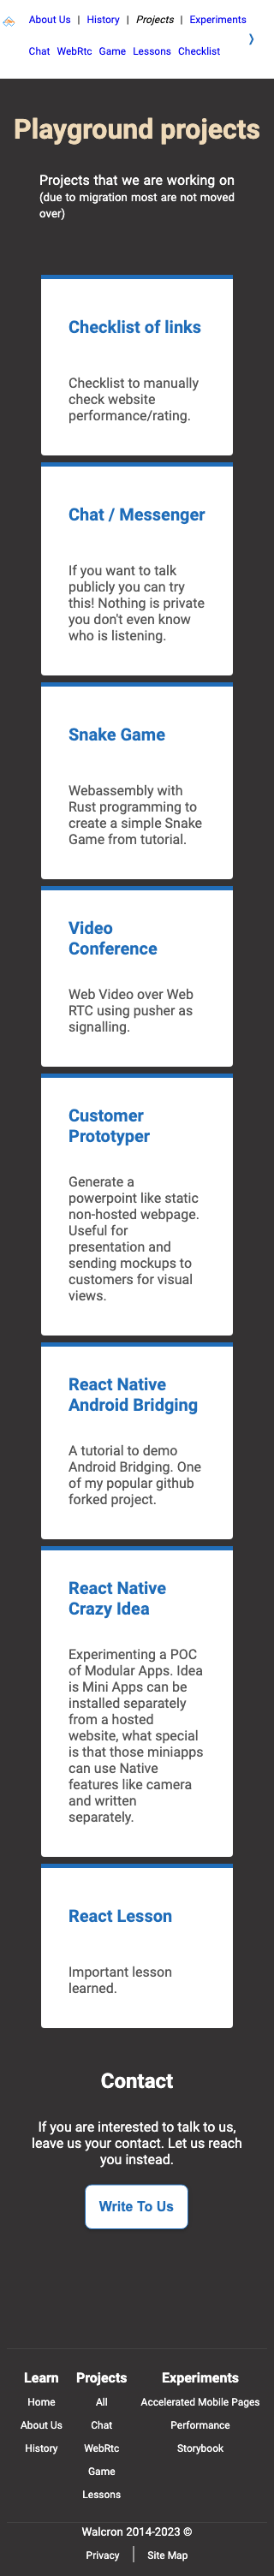 About Us | History | Projects | Experiments
❭
Chat WebRtc Game Lessons Checklist
Playground projects
Projects that we are working on
(due to migration most are not moved
over)
Checklist of links
Checklist to manually
check website
performance/rating.
Chat / Messenger
If you want to talk
publicly you can try
this! Nothing is private
you don't even know
who is listening.
Snake Game
Webassembly with
Rust programming to
create a simple Snake
Game from tutorial.
Video
Conference
Web Video over Web
RTC using pusher as
signalling.
Customer
Prototyper
Generate a
powerpoint like static
non-hosted webpage.
Useful for
presentation and
sending mockups to
customers for visual
views.
React Native
Android Bridging
A tutorial to demo
Android Bridging. One
of my popular github
forked project.
React Native
Crazy Idea
Experimenting a POC
of Modular Apps. Idea
is Mini Apps can be
installed separately
from a hosted
website, what special
is that those miniapps
can use Native
features like camera
and written
separately.
React Lesson
Important lesson
learned.
Contact
If you are interested to talk to us,
leave us your contact. Let us reach
you instead.
Write To Us
Learn Projects Experiments
Home All Accelerated Mobile Pages
About Us Chat Performance
History WebRtc Storybook
Game
Lessons
Walcron 2014-2023 ©
Privacy | Site Map